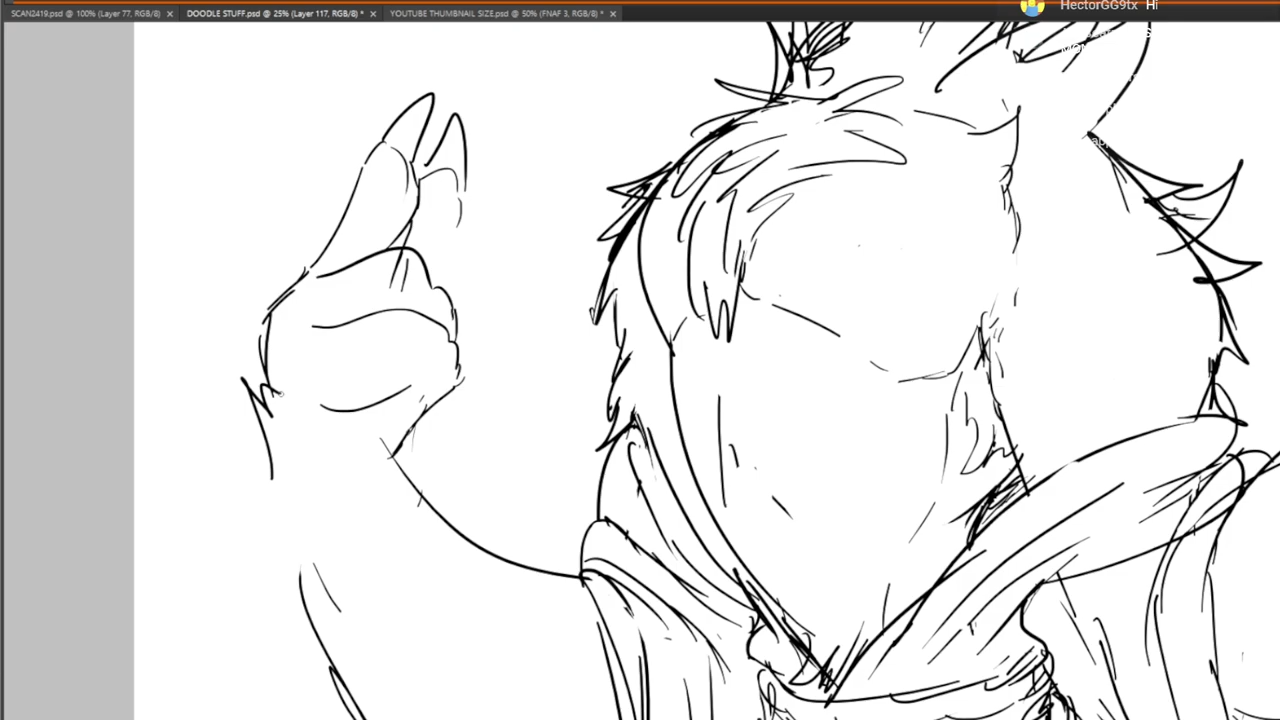 SCAN2419.psd @ 100% (Layer 77, RGB/8)
DOODLE STUFF.psd @ 25% (Layer 117, RGB/8) *
YOUTUBE THUMBNAIL SIZE.psd @ 50% (FNAF 3, RGB/8) *
HectorGG9tx Hi